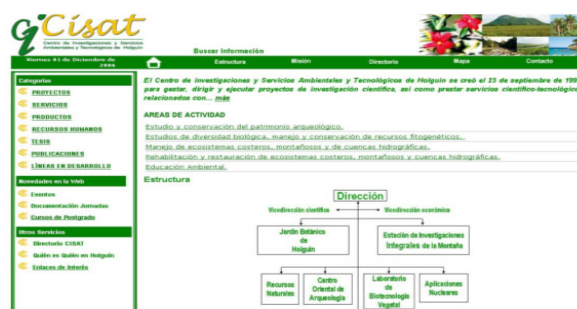 Cisat
Centro de Investigaciones y Servicios
Ambientales y Tecnológicos de Holguín
Buscar Información
Viernes 01 de Diciembre de
Estructura
Misión
Directorio
Mapa
Contacto
Categorías
PROYECTOS
SERVICIOS
PRODUCTOS
RECURSOS HUMANOS
TESIS
PUBLICACIONES
LÍNEAS EN DESARROLLO
Novedades en la Web
Eventos
Documentación Jornadas
Cursos de Postgrado
Otros Servicios
Directorio CISAT
Quién es Quién en Holguín
Enlaces de Interés
El Centro de investigaciones y Servicios Ambientales y Tecnológicos de Holguín se creó el 23 de septiembre de 199
para gestar, dirigir y ejecutar proyectos de investigación científica, así como prestar servicios científico-tecnológic
relacionados con... más
AREAS DE ACTIVIDAD
Estudio y conservación del patrimonio arqueológico.
Estudios de diversidad biológica, manejo y conservación de recursos fitogenéticos.
Manejo de ecosistemas costeros, montañosos y de cuencas hidrográficas.
Rehabilitación y restauración de ecosistemas costeros, montañosos y cuencas hidrográficas.
Educación Ambiental.
Estructura
Dirección
Vicedirección científica
Vicedirección económica
Jardín Botánico
de
Holguín
Estación de Investigaciones
Integrales de la Montaña
Recursos
Naturales
Centro
Oriental de
Arqueología
Laboratorio
de
Biotecnología
Vegetal
Aplicaciones
Nucleares